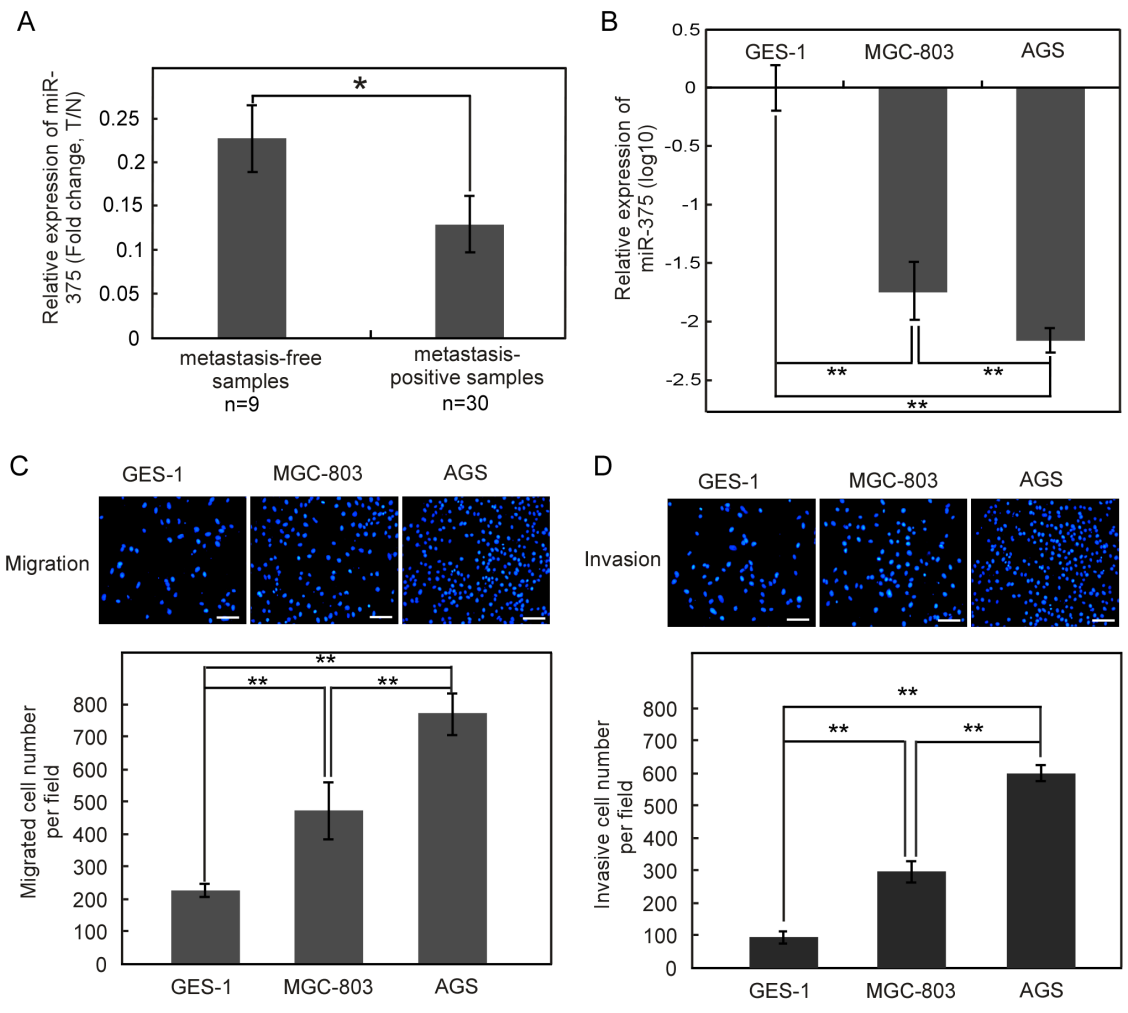 A
Relative expression of miR-
375 (Fold change, T/N)
0.25
0.2
0.15
0.1
0.05
0
*
metastasis-free
samples
n=9
metastasis-
positive samples
n=30
B
Relative expression of
miR-375 (log10)
0.5
0
-0.5
-1
-1.5
-2
-2.5
GES-1
MGC-803
AGS
**
**
**
C
GES-1
MGC-803
AGS
Migration
Migrated cell number
per field
800
700
600
500
400
300
200
100
0
**
**
**
GES-1
MGC-803
AGS
D
GES-1
MGC-803
AGS
Invasion
Invasive cell number
per field
800
700
600
500
400
300
200
100
0
**
**
**
GES-1
MGC-803
AGS